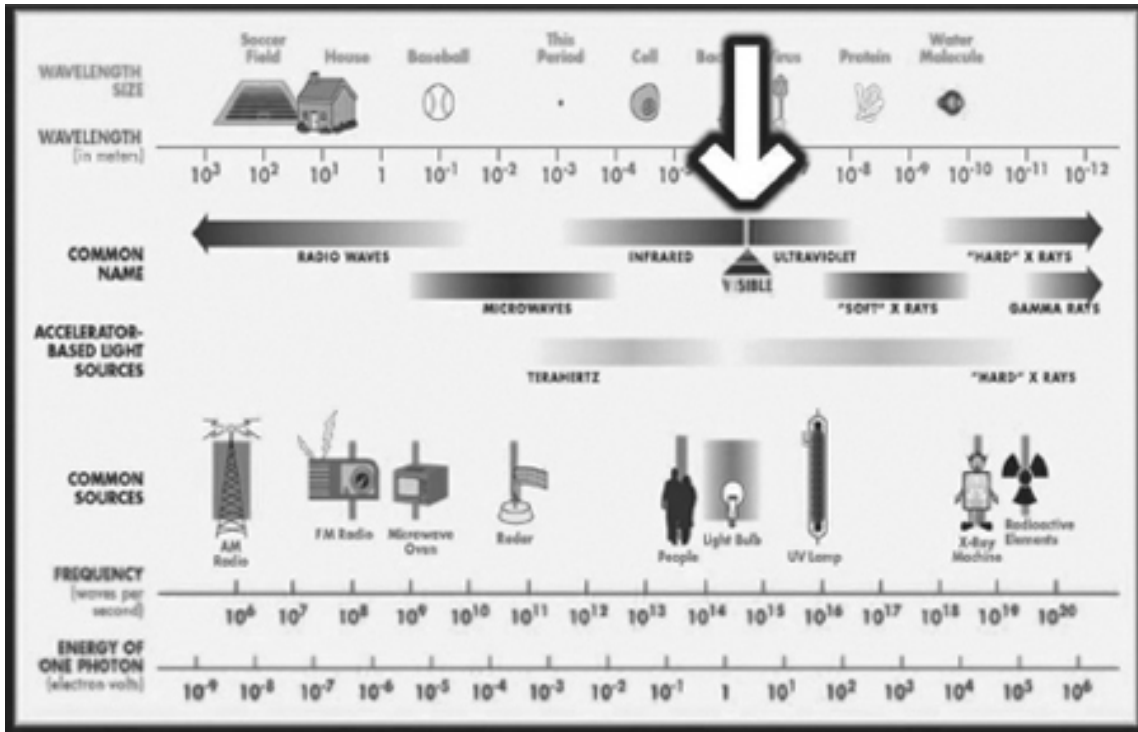 Soccer Field
House
Baseball
This Period
Cell
Protein
Water Molecule
WAVELENGTH SIZE
WAVELENGTH
(in meters)
10³ 10² 10¹ 1 10⁻¹ 10⁻² 10⁻³ 10⁻⁴ 10⁻⁸ 10⁻⁹ 10⁻¹⁰ 10⁻¹¹ 10⁻¹²
COMMON NAME
RADIO WAVES
INFRARED
ULTRAVIOLET
"HARD" X RAYS
VISIBLE
MICROWAVES
"SOFT" X RAYS
GAMMA RAYS
ACCELERATOR-
BASED LIGHT
SOURCES
TERAHERTZ
"HARD" X RAYS
COMMON
SOURCES
AM Radio
FM Radio
Microwave Oven
Radar
People
Light Bulb
UV Lamp
X-Ray Machine
Radioactive Elements
FREQUENCY
(waves per
second)
10⁶ 10⁷ 10⁸ 10⁹ 10¹⁰ 10¹¹ 10¹² 10¹³ 10¹⁴ 10¹⁵ 10¹⁶ 10¹⁷ 10¹⁸ 10¹⁹ 10²⁰
ENERGY OF
ONE PHOTON
(electron volts)
10⁻⁹ 10⁻⁸ 10⁻⁷ 10⁻⁶ 10⁻⁵ 10⁻⁴ 10⁻³ 10⁻² 10⁻¹ 1 10¹ 10² 10³ 10⁴ 10⁵ 10⁶